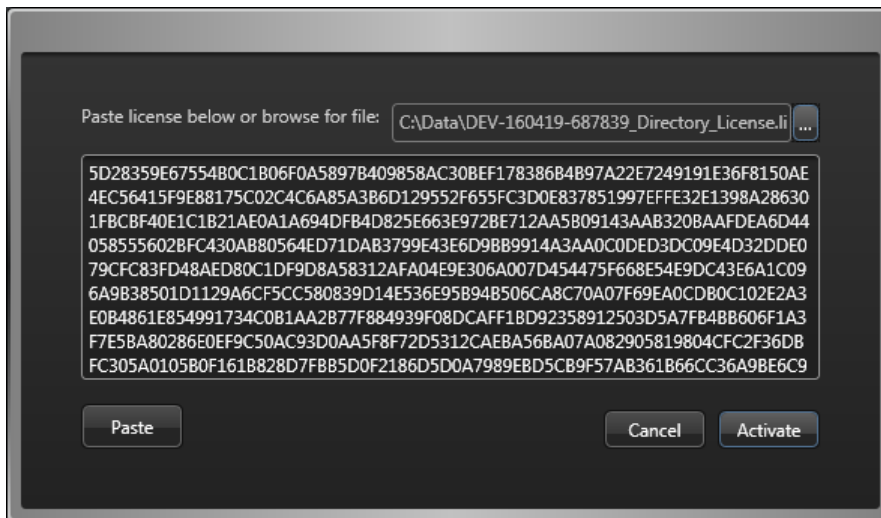 Paste license below or browse for file:
C:\Data\DEV-160419-687839_Directory_License.li
...
5D28359E67554B0C1B06F0A5897B409858AC30BEF178386B4B97A22E7249191E36F8150AE
4EC56415F9E88175C02C4C6A85A3B6D129552F655FC3D0E837851997EFFE32E1398A28630
1FBCBF40E1C1B21AE0A1A694DFB4D825E663E972BE712AA5B09143AAB320BAAFDEA6D44
058555602BFC430AB80564ED71DAB3799E43E6D9BB9914A3AA0C0DED3DC09E4D32DDE0
79CFC83FD48AED80C1DF9D8A58312AFA04E9E306A007D454475F668E54E9DC43E6A1C09
6A9B38501D1129A6CF5CC580839D14E536E95B94B506CA8C70A07F69EA0CDB0C102E2A3
E0B4861E854991734C0B1AA2B77F884939F08DCAFF1BD92358912503D5A7FB4BB606F1A3
F7E5BA80286E0EF9C50AC93D0AA5F8F72D5312CAEBA56BA07A082905819804CFC2F36DB
FC305A0105B0F161B828D7FBB5D0F2186D5D0A7989EBD5CB9F57AB361B66CC36A9BE6C9
Paste
Cancel
Activate